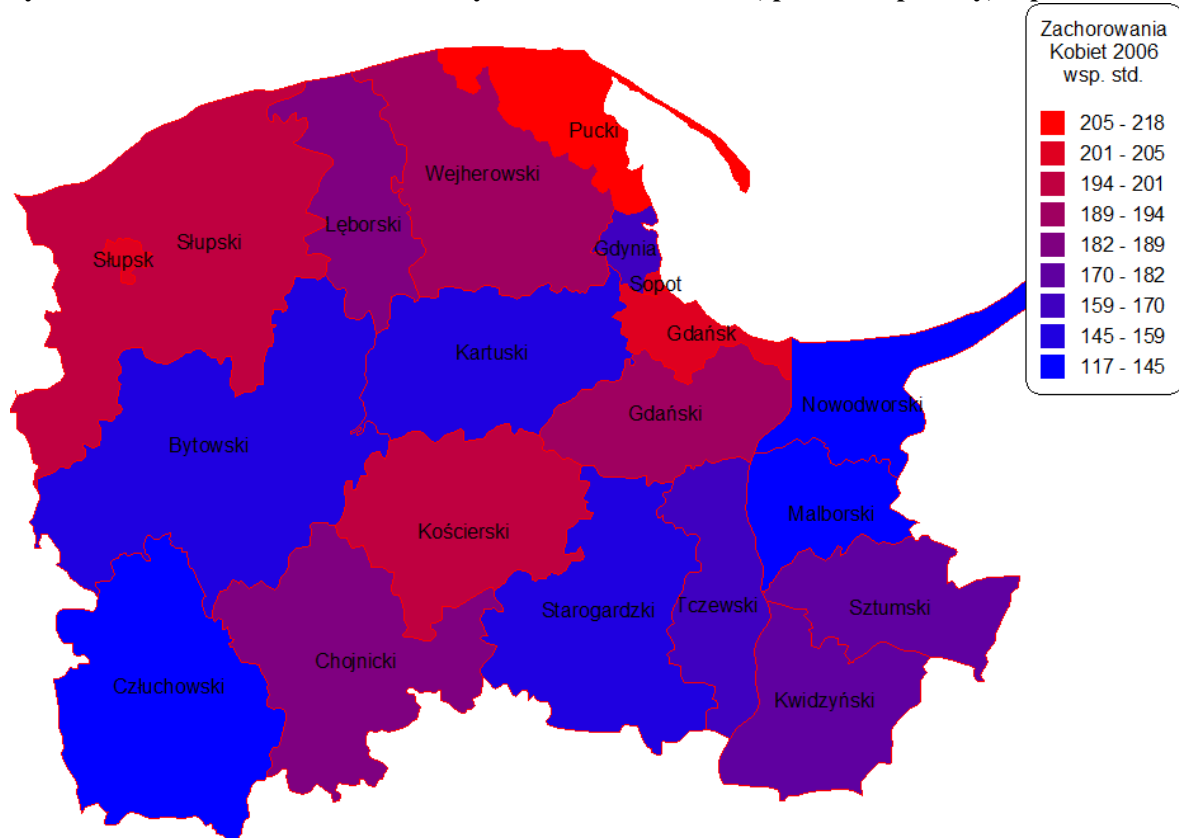 Zachorowania
Kobiet 2006
wsp. std.
205 - 218
201 - 205
194 - 201
189 - 194
182 - 189
170 - 182
159 - 170
145 - 159
117 - 145
Pucki
Wejherowski
Lęborski
Słupski
Słupsk
Gdynia
Sopot
Gdańsk
Kartuski
Gdański
Nowodworski
Bytowski
Malborski
Kościerski
Starogardzki
Tczewski
Sztumski
Chojnicki
Człuchowski
Kwidzyński